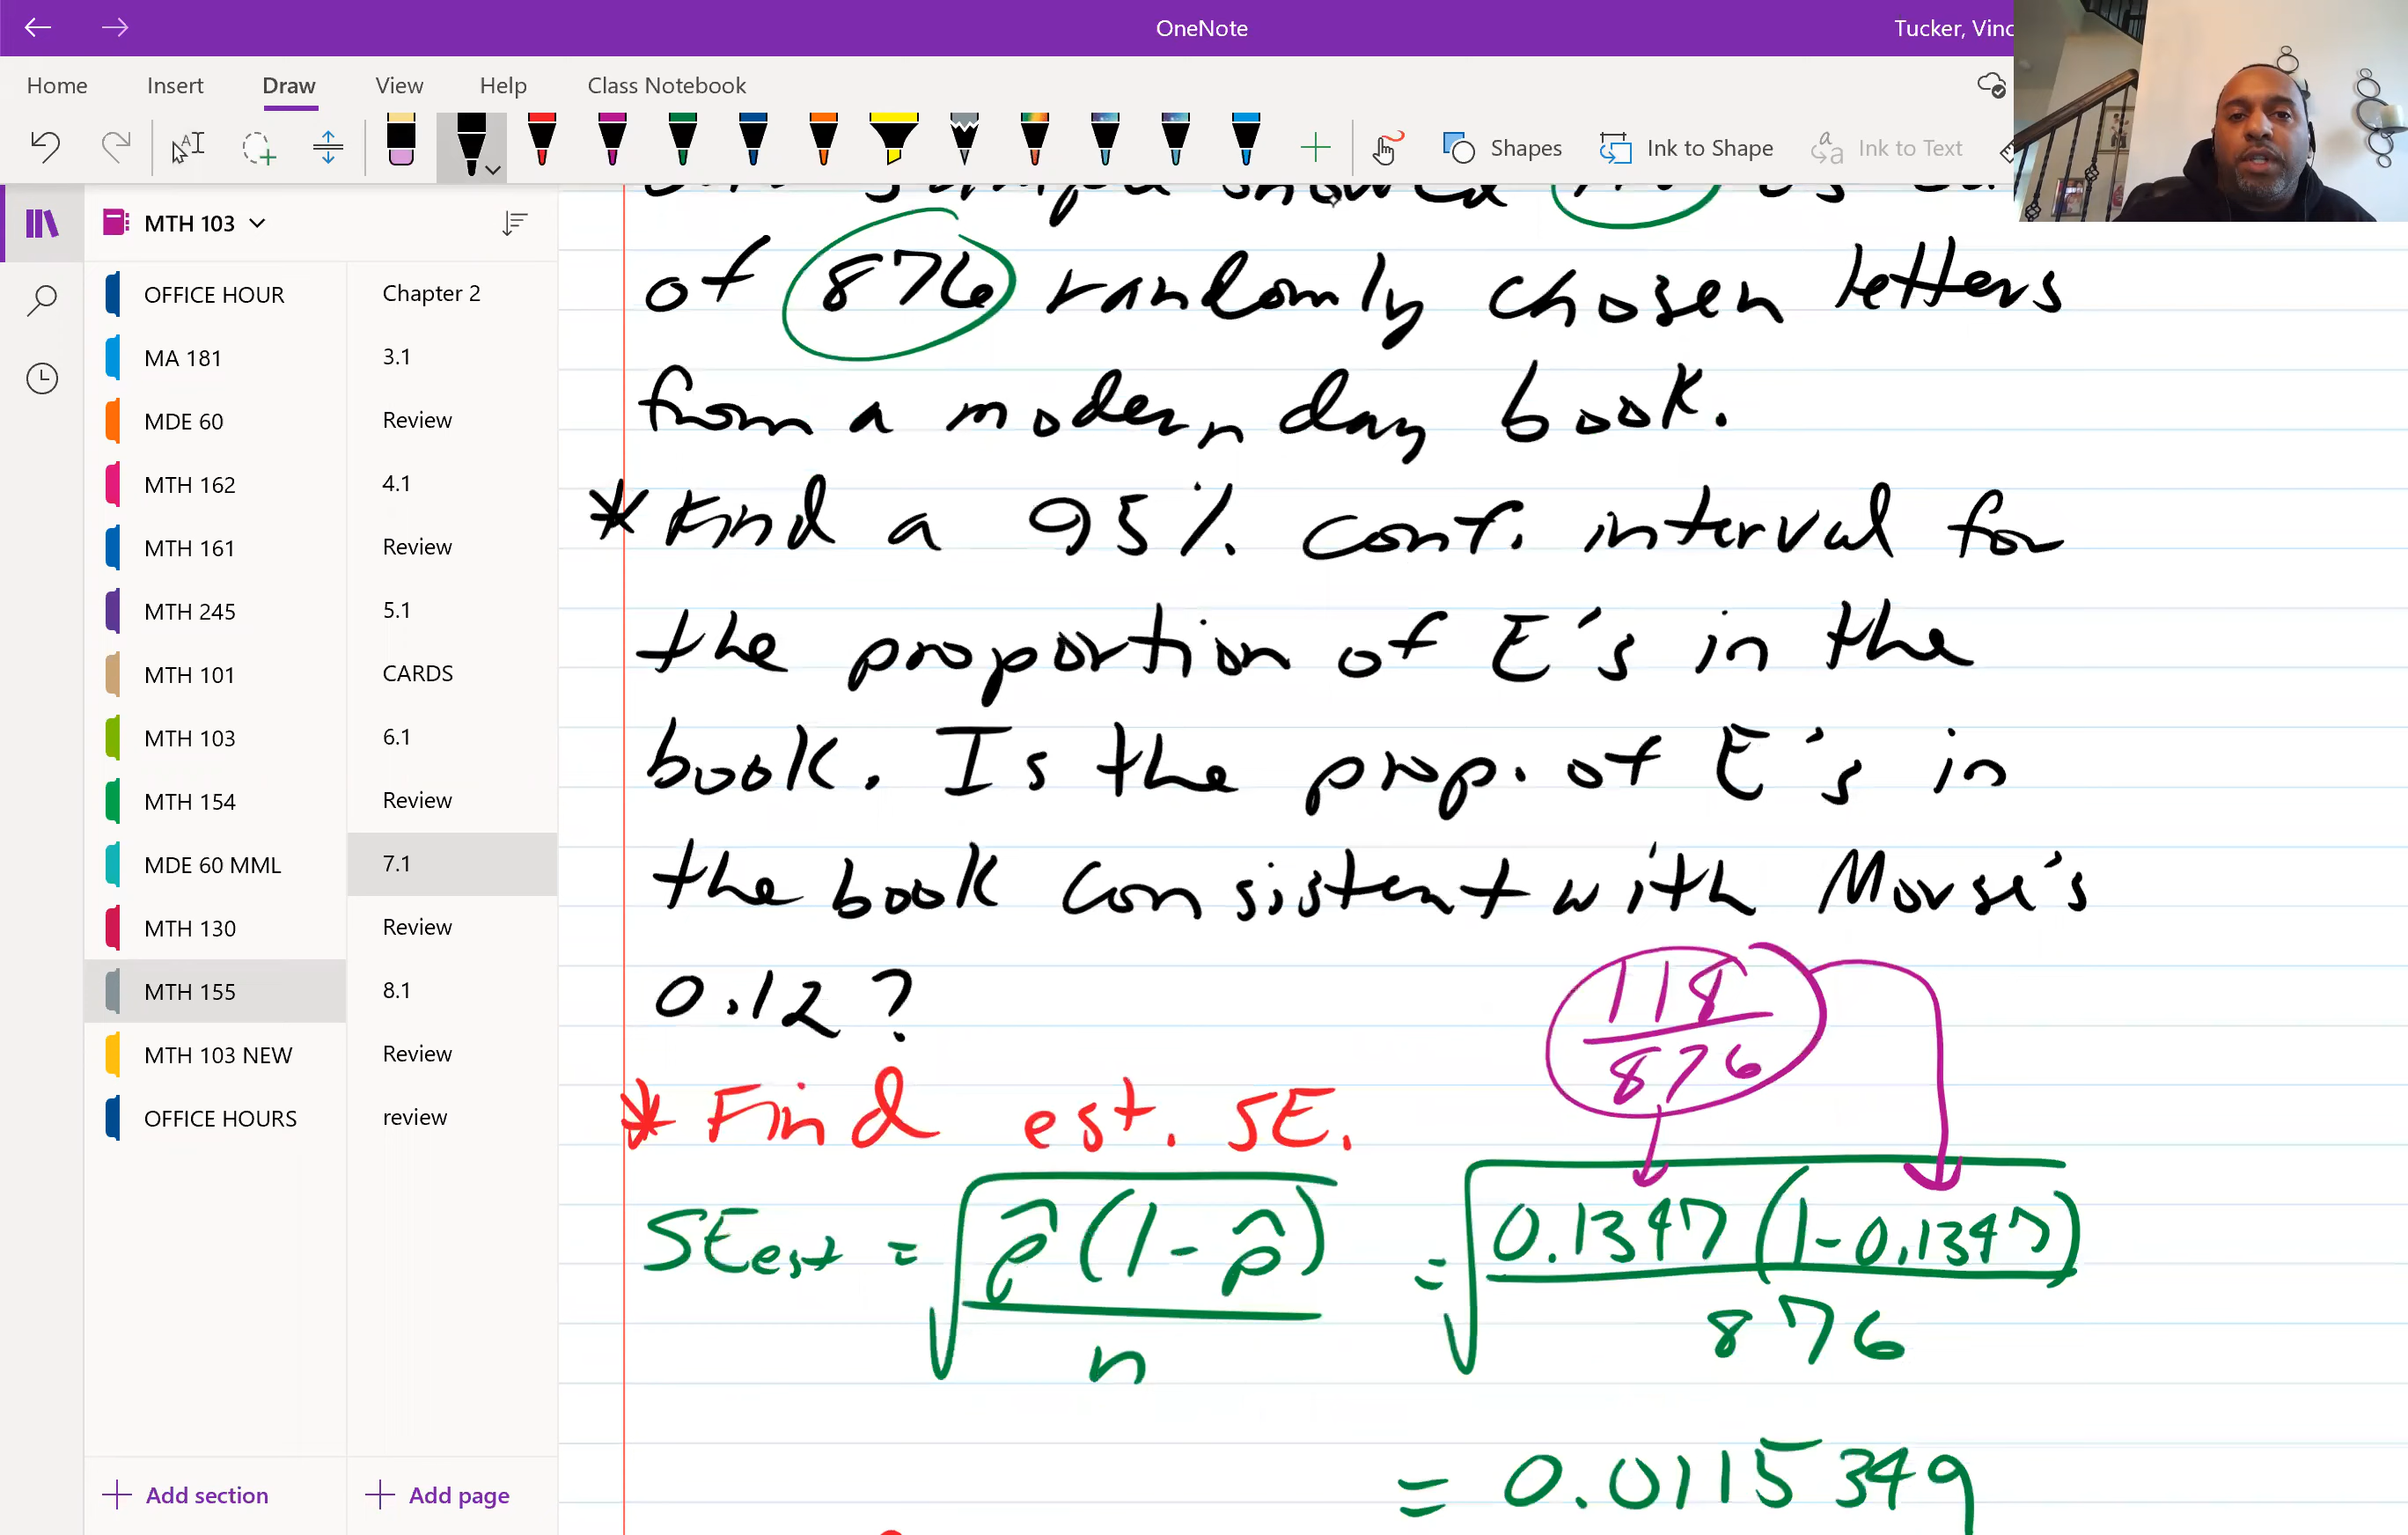 OneNote
Tucker, Vinc
Home Insert Draw View Help Class Notebook
Shapes Ink to Shape Ink to Text
MTH 103
OFFICE HOUR
MA 181
MDE 60
MTH 162
MTH 161
MTH 245
MTH 101
MTH 103
MTH 154
MDE 60 MML
MTH 130
MTH 155
MTH 103 NEW
OFFICE HOURS
Add section
Chapter 2
3.1
Review
4.1
Review
5.1
CARDS
6.1
Review
7.1
Review
8.1
Review
review
Add page
sample showed
of 876 randomly chosen letters
from a modern day book.
* Find a 95% conf. interval for
the proportion of E's in the
book. Is the prop. of E's in
the book consistent with Morse's
0.12?
118
876
* Find est. SE.
SEest = √ p̂ (1 - p̂) / n = √ 0.1347 (1 - 0.1347) / 876
= 0.0115349